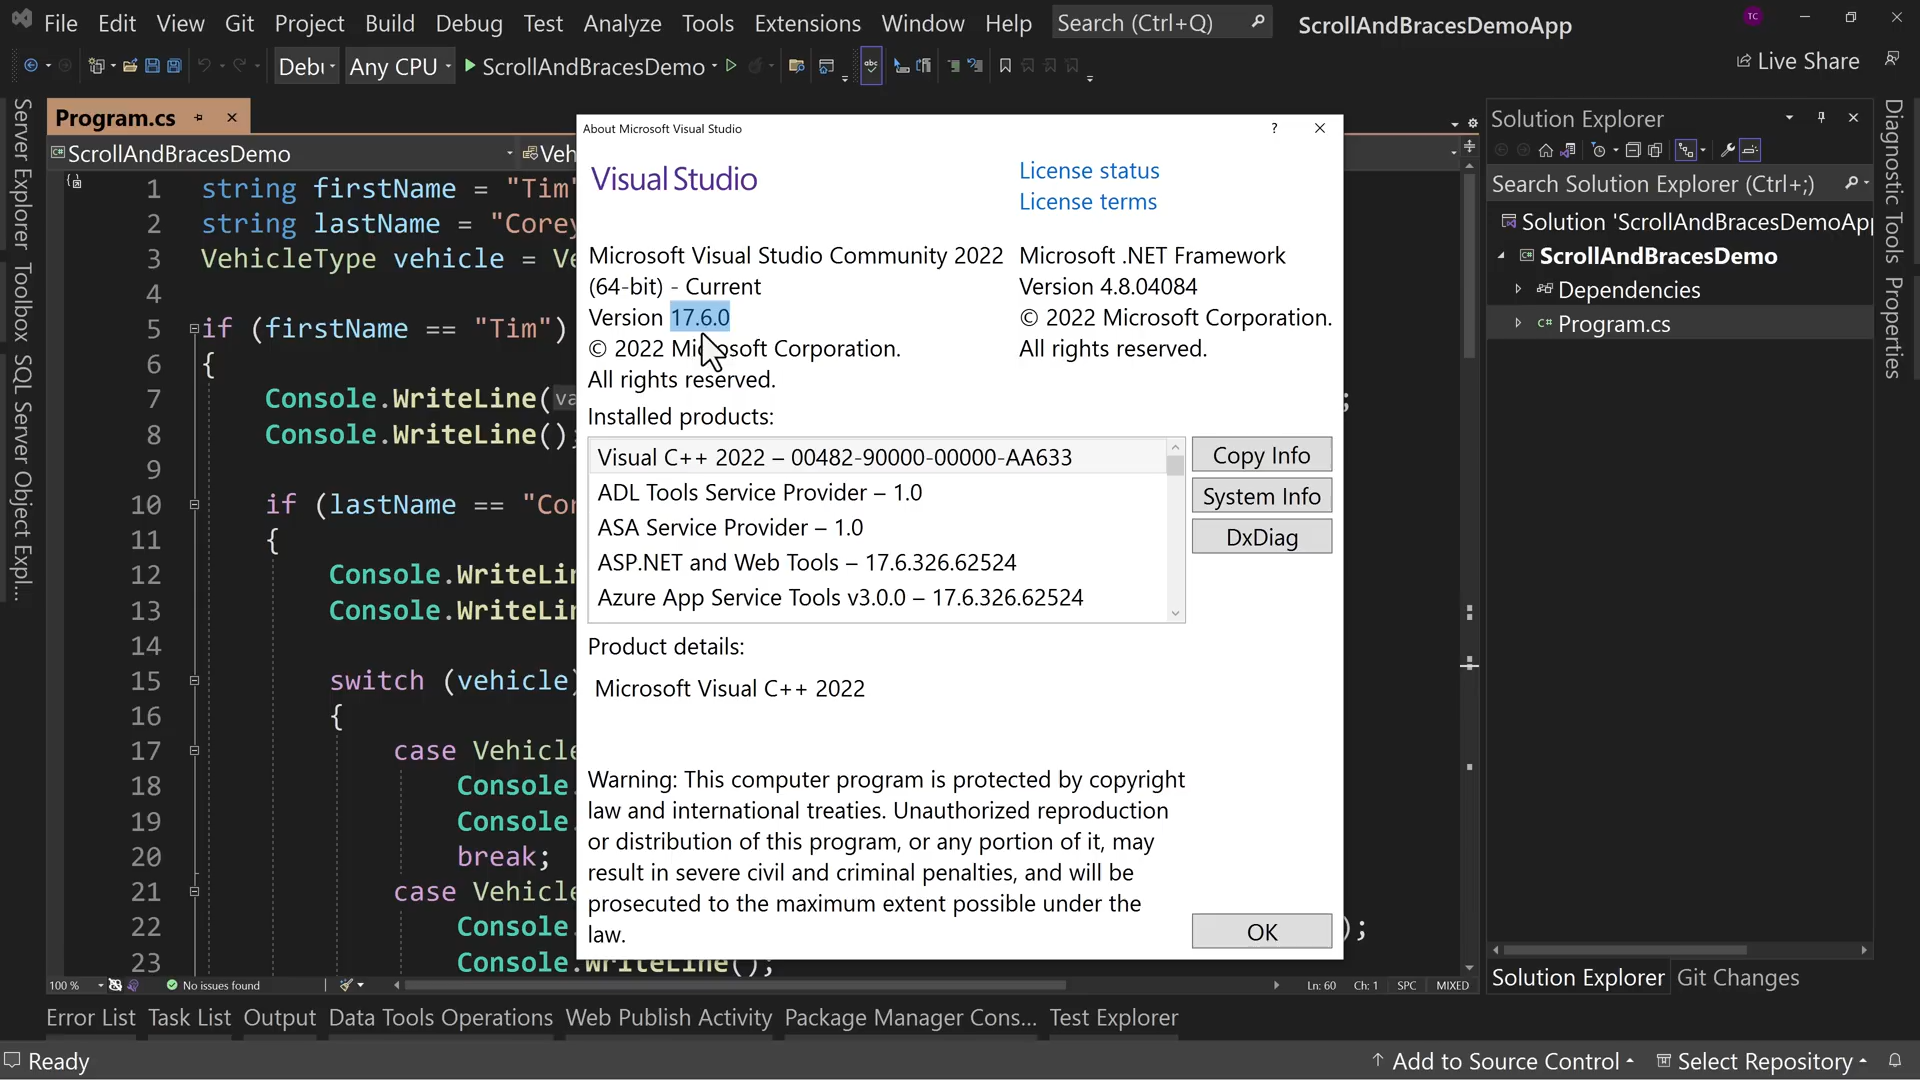 File Edit View Git Project Build Debug Test Analyze Tools Extensions Window Help Search (Ctrl+Q) ScrollAndBracesDemoApp TC
Debu Any CPU ScrollAndBracesDemo Live Share
Program.cs
ScrollAndBracesDemo Veh
1 string firstName = "Tim"
2 string lastName = "Corey
3 VehicleType vehicle = Ve
4
5 if (firstName == "Tim")
6 {
7 Console.WriteLine(va ;
8 Console.WriteLine();
9
10 if (lastName == "Cor
11 {
12 Console.WriteLin
13 Console.WriteLin
14
15 switch (vehicle)
16 {
17 case Vehicle
18 Console.
19 Console.
20 break;
21 case Vehicle
22 Console. );
23 Console.WriteLine();
About Microsoft Visual Studio ?
Visual Studio
License status
License terms
Microsoft Visual Studio Community 2022
(64-bit) - Current
Version 17.6.0
© 2022 Microsoft Corporation.
All rights reserved.
Microsoft .NET Framework
Version 4.8.04084
© 2022 Microsoft Corporation.
All rights reserved.
Installed products:
Visual C++ 2022 – 00482-90000-00000-AA633
ADL Tools Service Provider – 1.0
ASA Service Provider – 1.0
ASP.NET and Web Tools – 17.6.326.62524
Azure App Service Tools v3.0.0 – 17.6.326.62524
Copy Info
System Info
DxDiag
Product details:
Microsoft Visual C++ 2022
Warning: This computer program is protected by copyright
law and international treaties. Unauthorized reproduction
or distribution of this program, or any portion of it, may
result in severe civil and criminal penalties, and will be
prosecuted to the maximum extent possible under the
law.
OK
Solution Explorer
Search Solution Explorer (Ctrl+;)
Solution 'ScrollAndBracesDemoApp
ScrollAndBracesDemo
Dependencies
C# Program.cs
Solution Explorer Git Changes
Server Explorer
Toolbox
SQL Server Object Expl...
Diagnostic Tools
Properties
100 % No issues found Ln: 60 Ch: 1 SPC MIXED
Error List Task List Output Data Tools Operations Web Publish Activity Package Manager Cons... Test Explorer
Ready Add to Source Control Select Repository